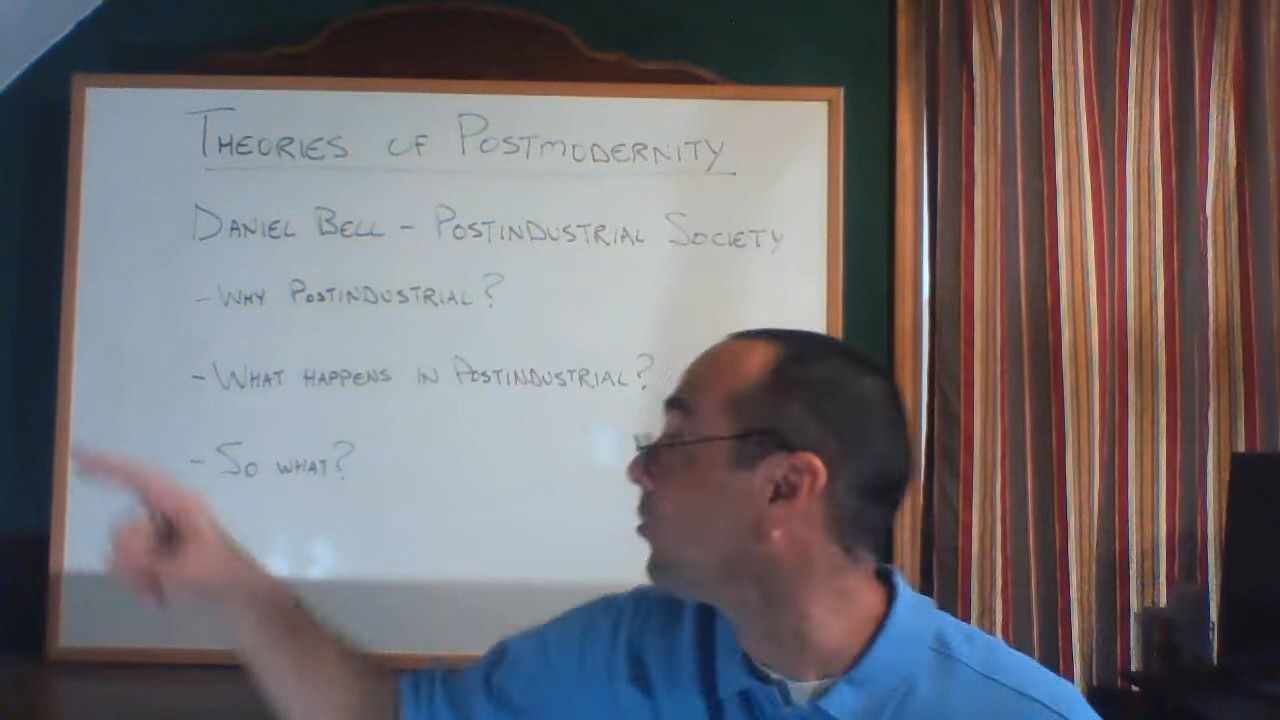 THEORIES OF POSTMODERNITY
DANIEL BELL - POSTINDUSTRIAL SOCIETY
- WHY POSTINDUSTRIAL?
- WHAT HAPPENS IN POSTINDUSTRIAL?
- SO WHAT?